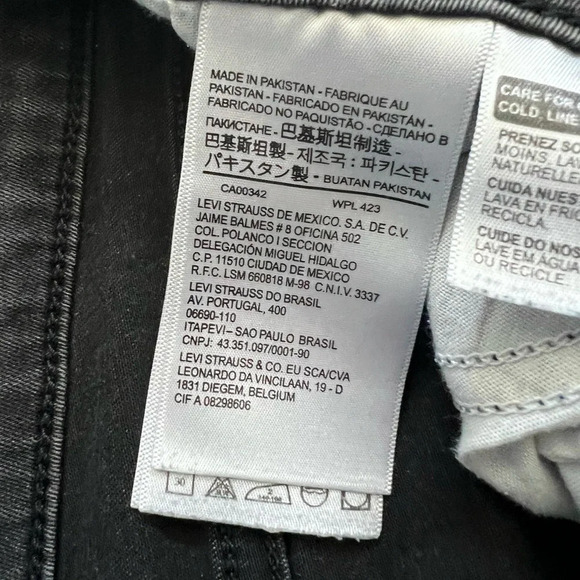 MADE IN PAKISTAN - FABRIQUE AU
PAKISTAN - FABRICADO EN PAKISTÁN -
FABRICADO NO PAQUISTÃO - СДЕЛАНО В
ПАКИСТАНЕ - 巴基斯坦制造 -
巴基斯坦製 - 제조국 : 파키스탄 -
パキスタン製 - BUATAN PAKISTAN
CA00342 WPL 423
LEVI STRAUSS DE MEXICO. S.A. DE C.V.
JAIME BALMES # 8 OFICINA 502
COL. POLANCO I SECCION
DELEGACIÓN MIGUEL HIDALGO
C.P. 11510 CIUDAD DE MEXICO
R.F.C. LSM 660818 M-98 C.N.I.V. 3337
LEVI STRAUSS DO BRASIL
AV. PORTUGAL, 400
06690-110
ITAPEVI– SAO PAULO BRASIL
CNPJ: 43.351.097/0001-90
LEVI STRAUSS & CO. EU SCA/CVA
LEONARDO DA VINCILAAN, 19 - D
1831 DIEGEM, BELGIUM
CIF A 08298606
30
CARE FOR
COLD, LINE
PRENEZ SO
MOINS, LAV
NATURELLE
CUIDA NUES
LAVA EN FRÍA
RECICLA.
CUIDE DO NOS
LAVE EM ÁGUA
OU RECICLE.